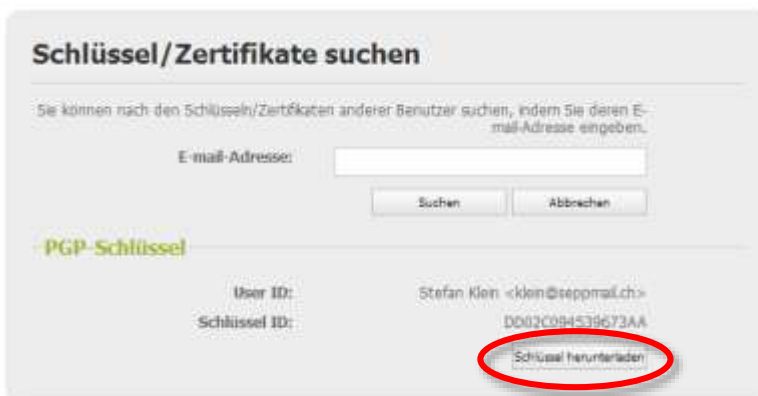 Schlüssel/Zertifikate suchen
Sie können nach den Schlüsseln/Zertifikaten anderer Benutzer suchen, indem Sie deren E-
mail-Adresse eingeben.
E-mail-Adresse:
Suchen Abbrechen
PGP-Schlüssel
User ID: Stefan Klein <klein@seppmail.ch>
Schlüssel ID: DD02C094539673AA
Schlüssel herunterladen